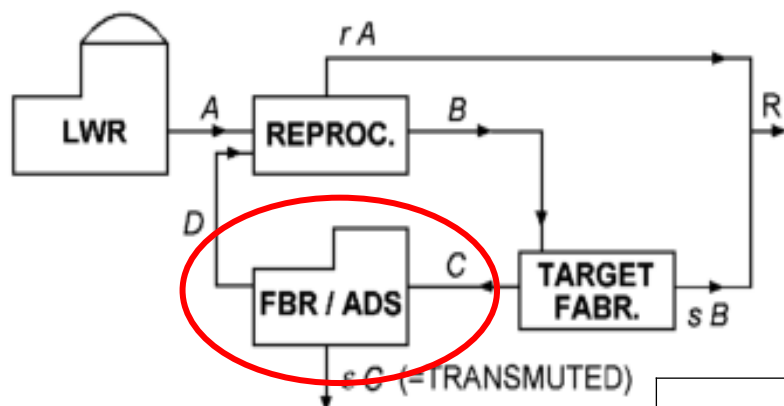 r A
A
B
R
LWR
REPROC.
D
C
TARGET
FABR.
FBR / ADS
s B
ε C (=TRANSMUTED)